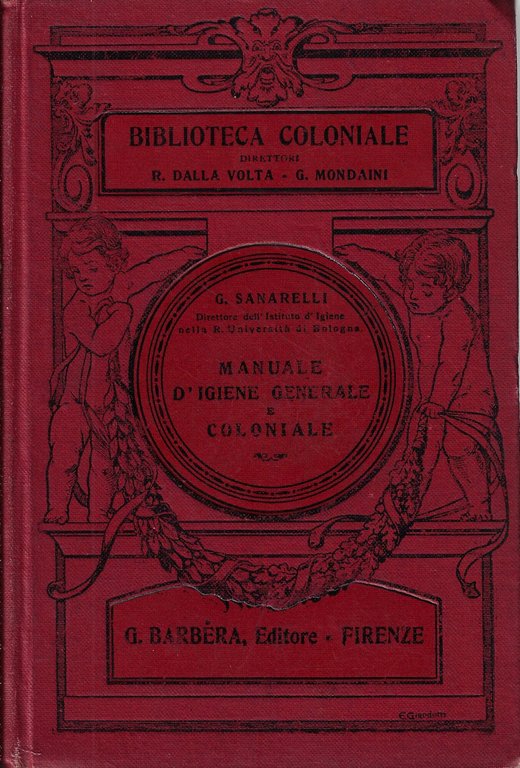 BIBLIOTECA COLONIALE
DIRETTORI
R. DALLA VOLTA - G. MONDAINI
G. SANARELLI
Direttore dell'Istituto d'Igiene
nella R. Università di Bologna.
MANUALE
D'IGIENE GENERALE
E
COLONIALE
G. BARBÈRA, Editore - FIRENZE